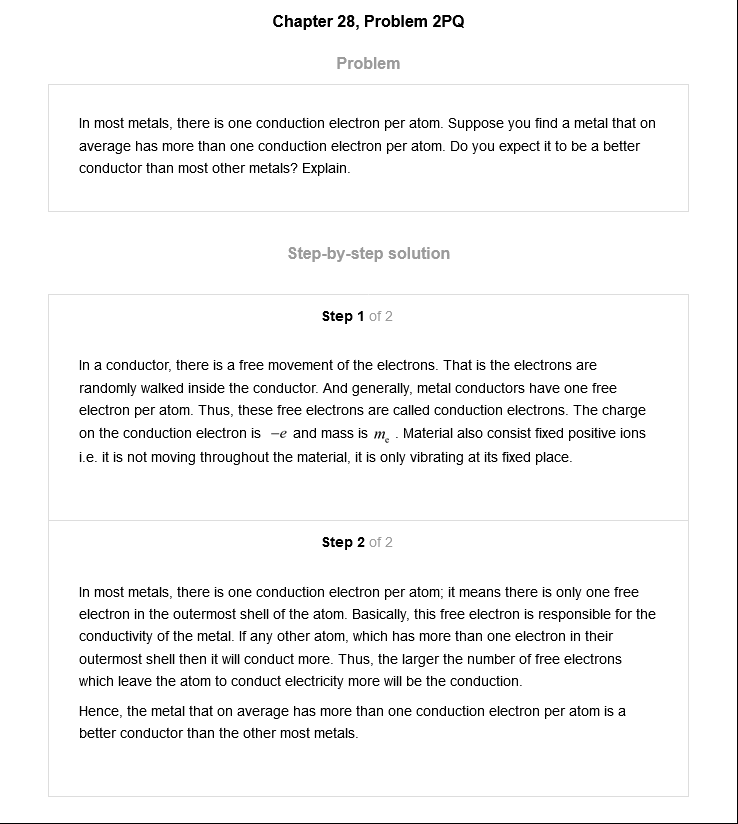 Chapter 28, Problem 2PQ
Problem
In most metals, there is one conduction electron per atom. Suppose you find a metal that on
average has more than one conduction electron per atom. Do you expect it to be a better
conductor than most other metals? Explain.
Step-by-step solution
Step 1 of 2
In a conductor, there is a free movement of the electrons. That is the electrons are
randomly walked inside the conductor. And generally, metal conductors have one free
electron per atom. Thus, these free electrons are called conduction electrons. The charge
on the conduction electron is −e and mass is mₑ . Material also consist fixed positive ions
i.e. it is not moving throughout the material, it is only vibrating at its fixed place.
Step 2 of 2
In most metals, there is one conduction electron per atom; it means there is only one free
electron in the outermost shell of the atom. Basically, this free electron is responsible for the
conductivity of the metal. If any other atom, which has more than one electron in their
outermost shell then it will conduct more. Thus, the larger the number of free electrons
which leave the atom to conduct electricity more will be the conduction.
Hence, the metal that on average has more than one conduction electron per atom is a
better conductor than the other most metals.